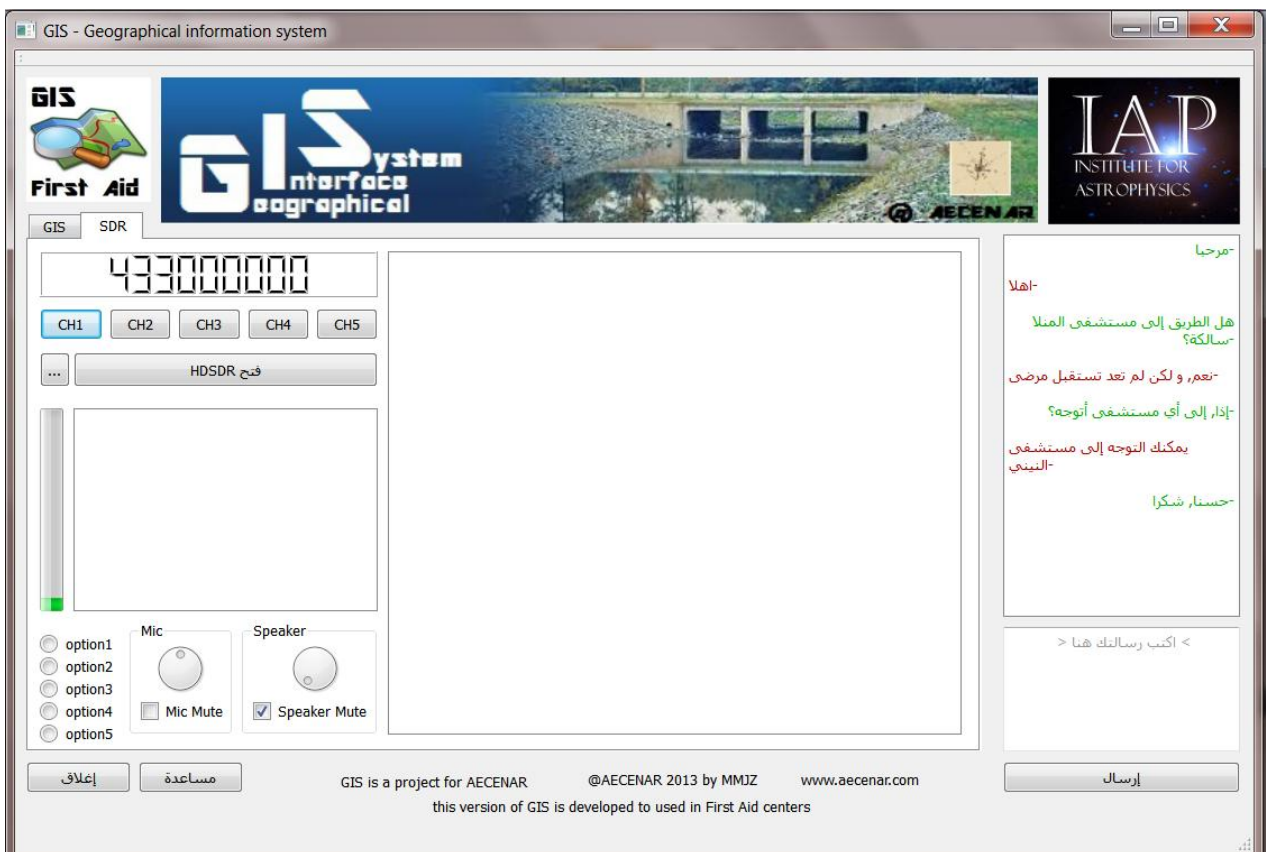 GIS - Geographical information system
GIS
First Aid
GIS
System
Interface
Geographical
@ AECENAR
IAP
INSTITUTE FOR
ASTROPHYSICS
GIS
SDR
433000000
CH1
CH2
CH3
CH4
CH5
...
فتح HDSDR
option1
option2
option3
option4
option5
Mic
Mic Mute
Speaker
Speaker Mute
-مرحبا
-اهلا
هل الطريق إلى مستشفى المنلا
-سالكة؟
-نعم, و لكن لم تعد تستقبل مرضى
-إذا, إلى أي مستشفى أتوجه؟
يمكنك التوجه إلى مستشفى
-النيني
-حسنا, شكرا
> اكتب رسالتك هنا <
إرسال
إغلاق
مساعدة
GIS is a project for AECENAR
@AECENAR 2013 by MMJZ
www.aecenar.com
this version of GIS is developed to used in First Aid centers